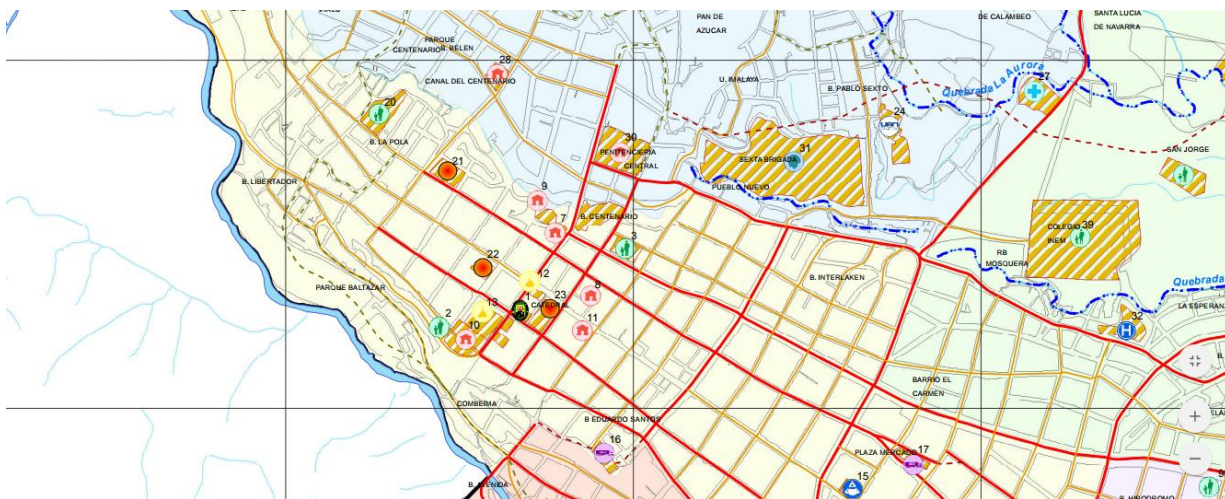 PAN DE
AZUCAR
DE CALAMBEO
SANTA LUCIA
DE NAVARRA
PARQUE
CENTENARIO
B. BELEN
28
CANAL DEL CENTENARIO
U. IMALAYA
B. PABLO SEXTO
Quebrada La Aurora
27
20
24
B. LA POLA
30
PENITENCIERIA
CENTRAL
31
SEXTA BRIGADA
SAN JORGE
21
B. LIBERTADOR
PUEBLO NUEVO
9
7
B. CENTENARIO
3
39
COLEGIO
INEM
RB
MOSQUERA
22
12
B. INTERLAKEN
Quebrada
PARQUE BALTAZAR
8
13
1
CATEDRAL
23
LA ESPERAN
2
10
11
32
H
BARRIO EL
CARMEN
COMBEIMA
B EDUARDO SANTOS
16
PLAZA MERCADO
17
15
B. AVENIDA
B. HIPODROMO
+
−